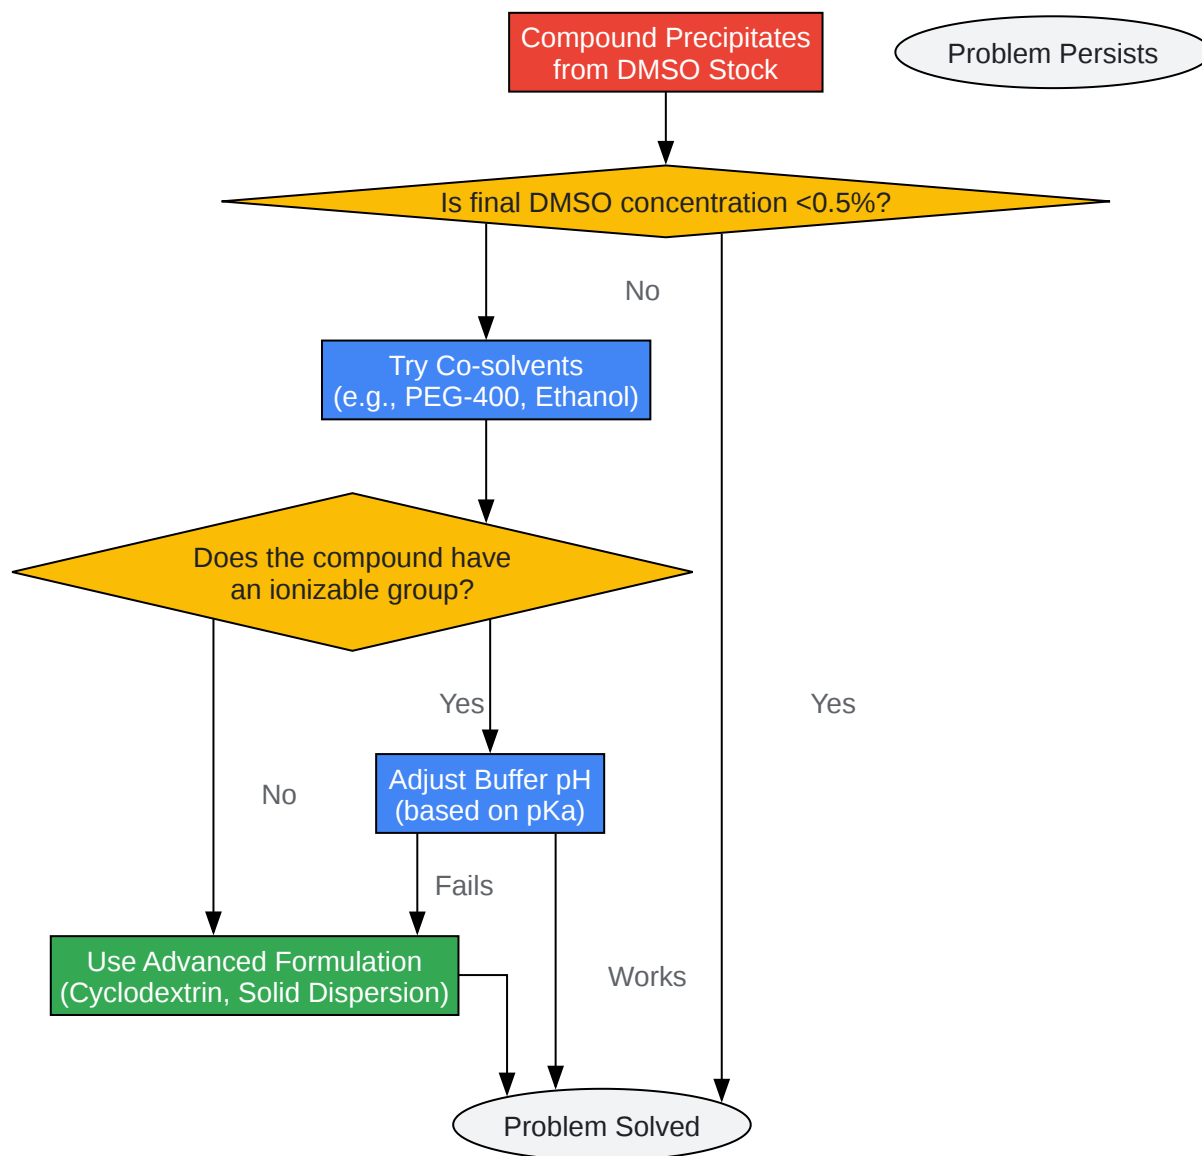 Compound Precipitates
from DMSO Stock
Problem Persists
Is final DMSO concentration <0.5%?
No
Try Co-solvents
(e.g., PEG-400, Ethanol)
Does the compound have
an ionizable group?
Yes
Yes
Adjust Buffer pH
(based on pKa)
No
Fails
Use Advanced Formulation
(Cyclodextrin, Solid Dispersion)
Works
Problem Solved